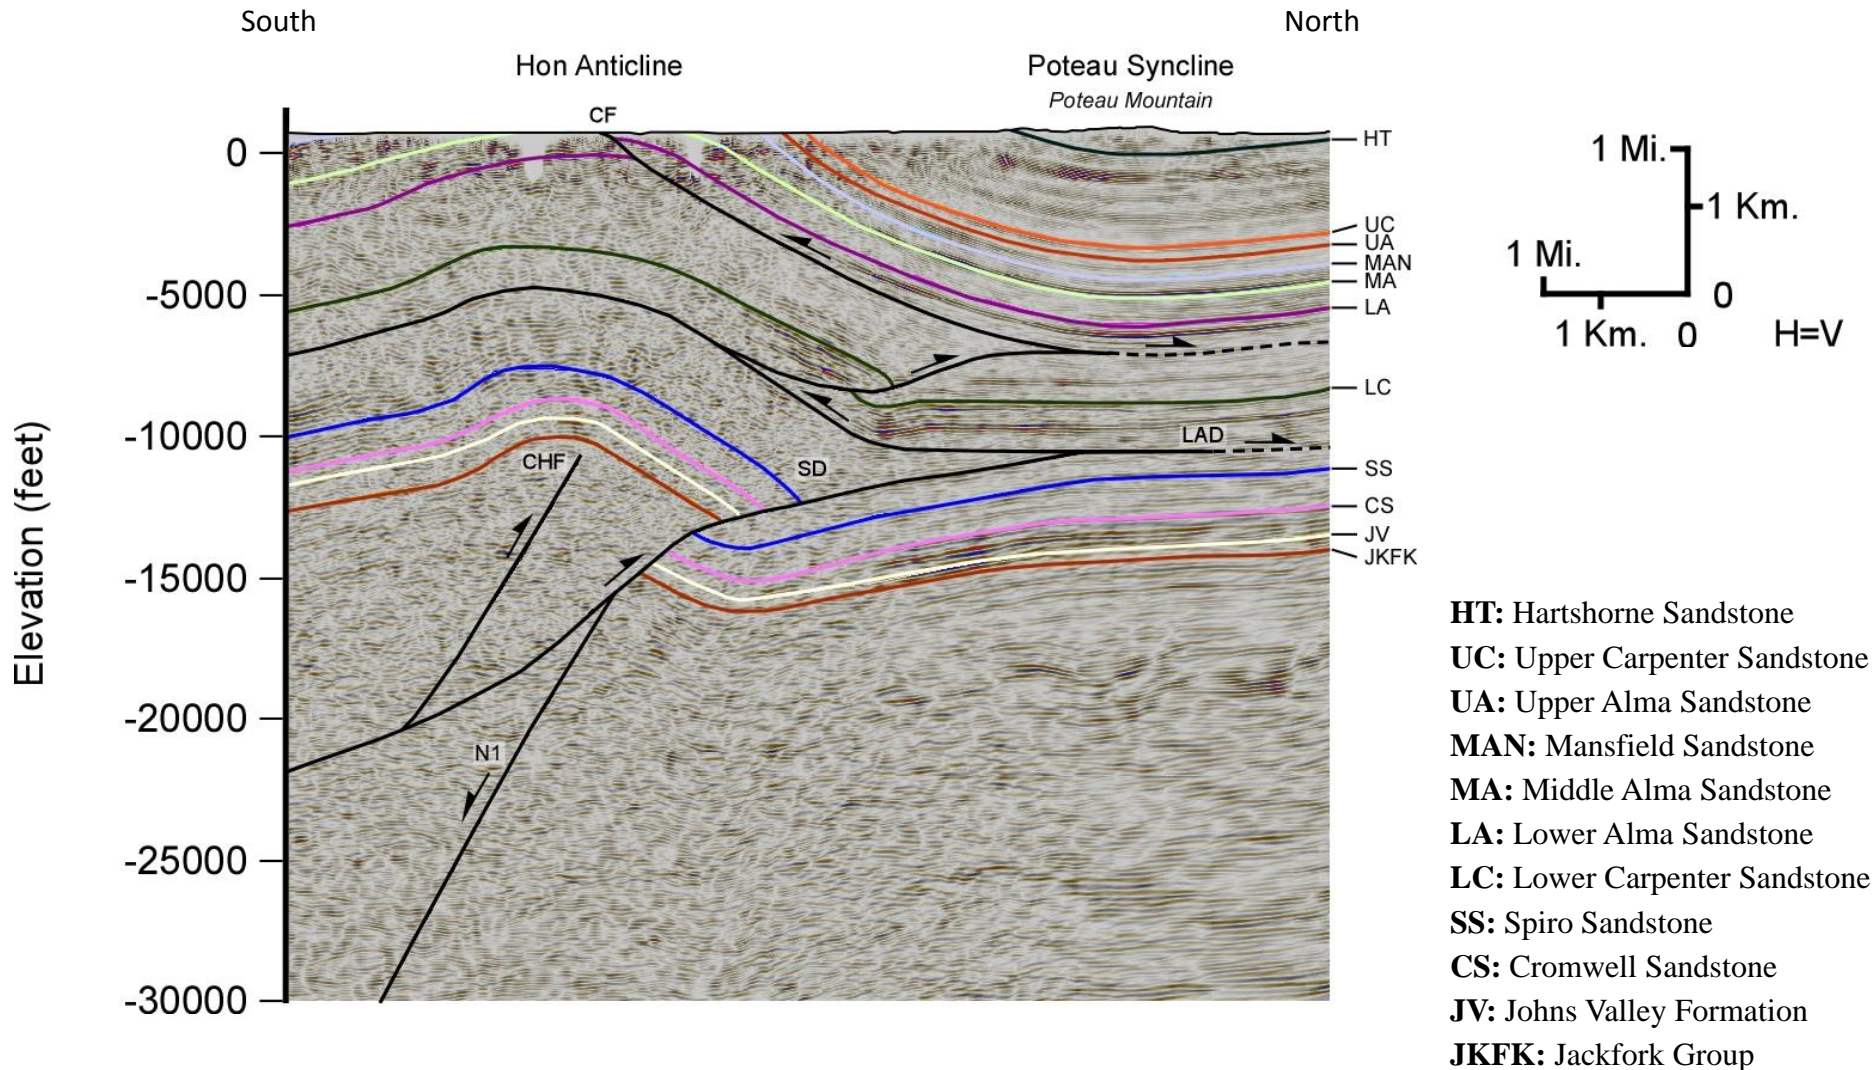 South North
Hon Anticline Poteau Syncline
Poteau Mountain
CF
0
-5000
-10000
-15000
-20000
-25000
-30000
Elevation (feet)
CHF
SD
LAD
N1
HT
UC
UA
MAN
MA
LA
LC
SS
CS
JV
JKFK
1 Mi.
1 Km.
1 Mi.
0
1 Km. 0 H=V
HT: Hartshorne Sandstone
UC: Upper Carpenter Sandstone
UA: Upper Alma Sandstone
MAN: Mansfield Sandstone
MA: Middle Alma Sandstone
LA: Lower Alma Sandstone
LC: Lower Carpenter Sandstone
SS: Spiro Sandstone
CS: Cromwell Sandstone
JV: Johns Valley Formation
JKFK: Jackfork Group